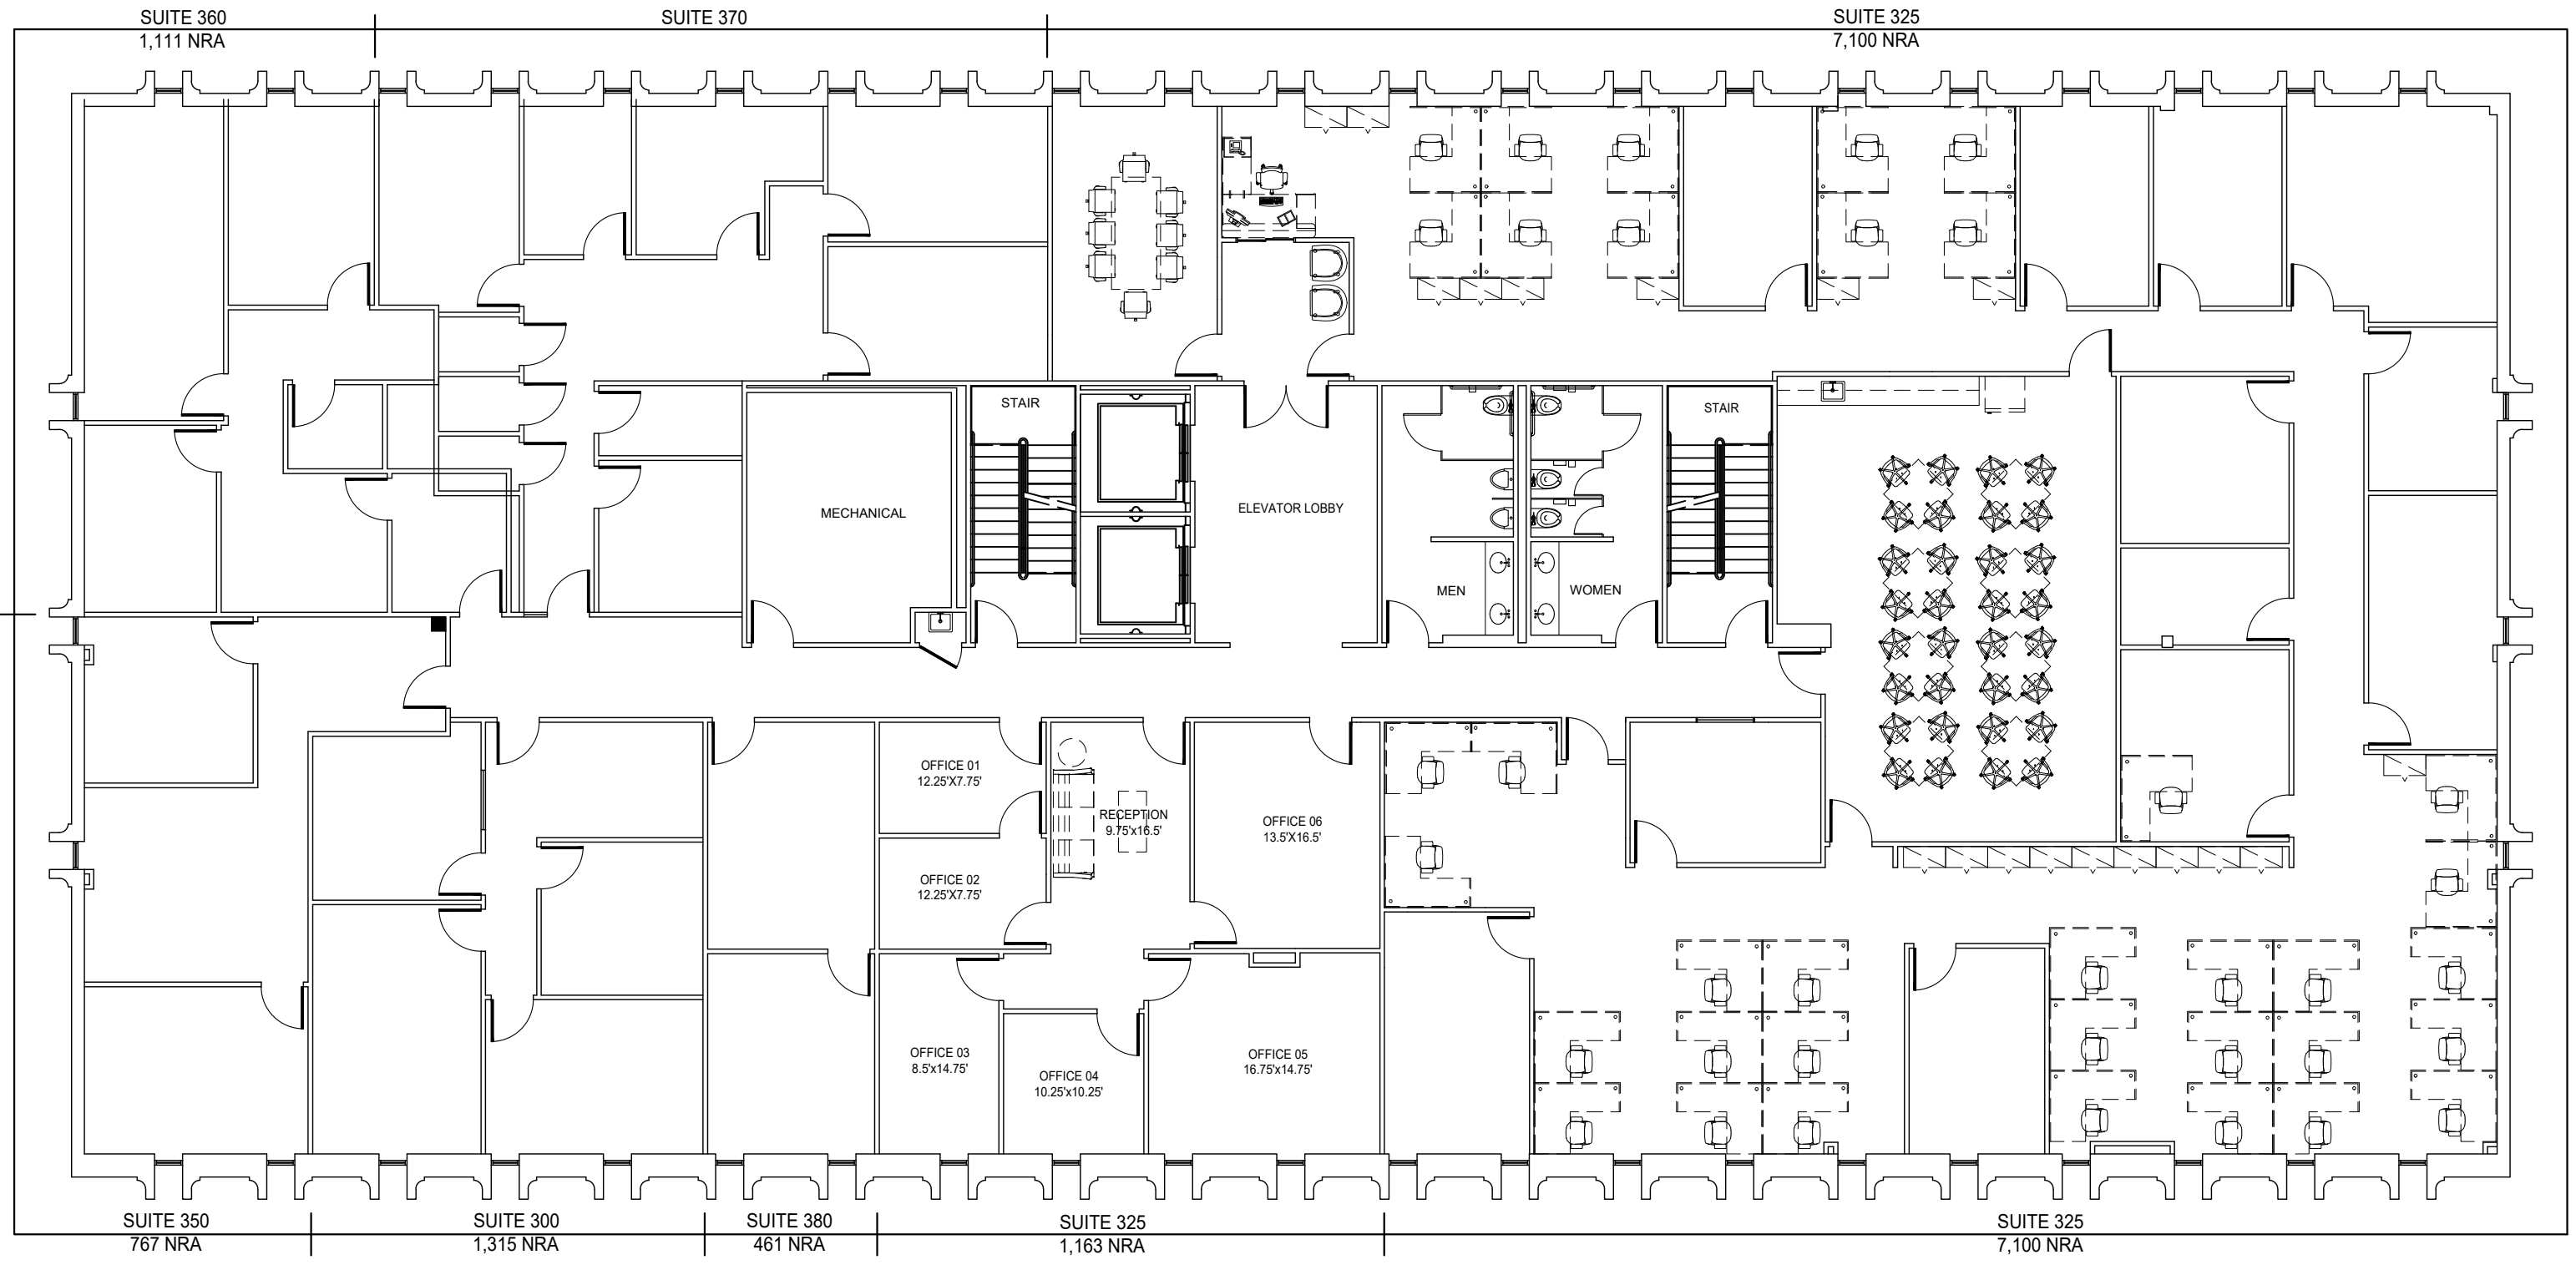 SUITE 360
1,111 NRA
SUITE 370
SUITE 325
7,100 NRA
STAIR
STAIR
MECHANICAL
ELEVATOR LOBBY
MEN
WOMEN
OFFICE 01
12.25'X7.75'
RECEPTION
9.75'x16.5'
OFFICE 06
13.5'X16.5'
OFFICE 02
12.25'X7.75'
OFFICE 03
8.5'x14.75'
OFFICE 04
10.25'x10.25'
OFFICE 05
16.75'x14.75'
SUITE 350
767 NRA
SUITE 300
1,315 NRA
SUITE 380
461 NRA
SUITE 325
1,163 NRA
SUITE 325
7,100 NRA